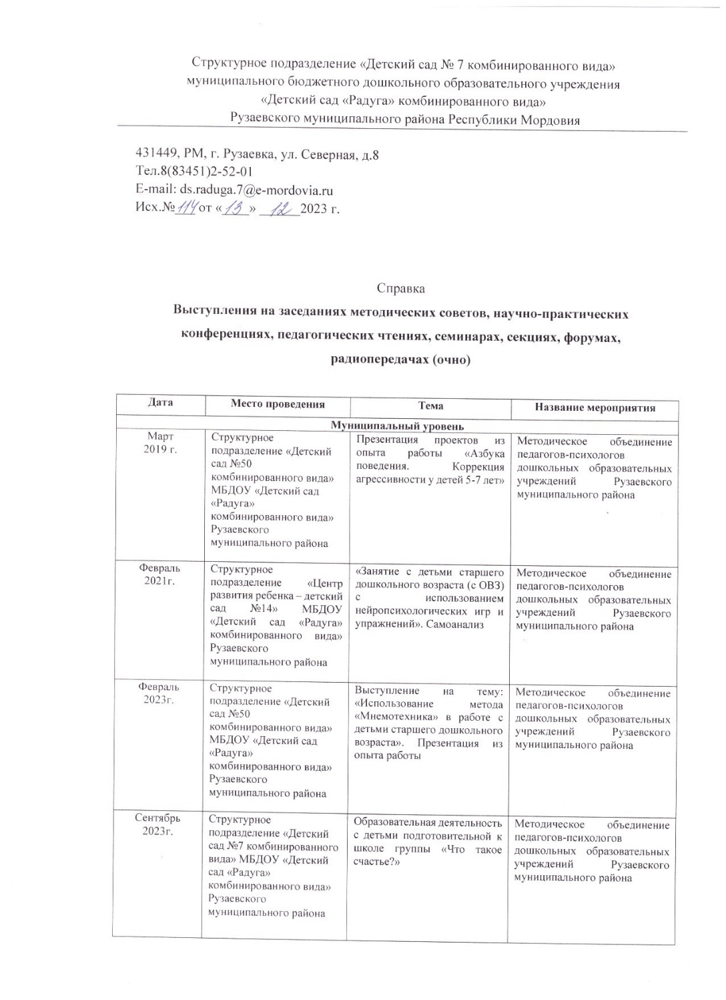 Структурное подразделение «Детский сад № 7 комбинированного вида»
муниципального бюджетного дошкольного образовательного учреждения
«Детский сад «Радуга» комбинированного вида»
Рузаевского муниципального района Республики Мордовия
431449, РМ, г. Рузаевка, ул. Северная, д.8
Тел.8(83451)2-52-01
E-mail: ds.raduga.7@e-mordovia.ru
Исх.№ 114 от « 13 » 12 2023 г.
Справка
Выступления на заседаниях методических советов, научно-практических
конференциях, педагогических чтениях, семинарах, секциях, форумах,
радиопередачах (очно)
Дата
Место проведения
Тема
Название мероприятия
Муниципальный уровень
Март
2019 г.
Структурное
подразделение «Детский
сад №50
комбинированного вида»
МБДОУ «Детский сад
«Радуга»
комбинированного вида»
Рузаевского
муниципального района
Презентация проектов из
опыта работы «Азбука
поведения. Коррекция
агрессивности у детей 5-7 лет»
Методическое объединение
педагогов-психологов
дошкольных образовательных
учреждений Рузаевского
муниципального района
Февраль
2021г.
Структурное
подразделение «Центр
развития ребенка – детский
сад №14» МБДОУ
«Детский сад «Радуга»
комбинированного вида»
Рузаевского
муниципального района
«Занятие с детьми старшего
дошкольного возраста (с ОВЗ)
с использованием
нейропсихологических игр и
упражнений». Самоанализ
Методическое объединение
педагогов-психологов
дошкольных образовательных
учреждений Рузаевского
муниципального района
Февраль
2023г.
Структурное
подразделение «Детский
сад №50
комбинированного вида»
МБДОУ «Детский сад
«Радуга»
комбинированного вида»
Рузаевского
муниципального района
Выступление на тему:
«Использование метода
«Мнемотехника» в работе с
детьми старшего дошкольного
возраста». Презентация из
опыта работы
Методическое объединение
педагогов-психологов
дошкольных образовательных
учреждений Рузаевского
муниципального района
Сентябрь
2023г.
Структурное
подразделение «Детский
сад №7 комбинированного
вида» МБДОУ «Детский
сад «Радуга»
комбинированного вида»
Рузаевского
муниципального района
Образовательная деятельность
с детьми подготовительной к
школе группы «Что такое
счастье?»
Методическое объединение
педагогов-психологов
дошкольных образовательных
учреждений Рузаевского
муниципального района